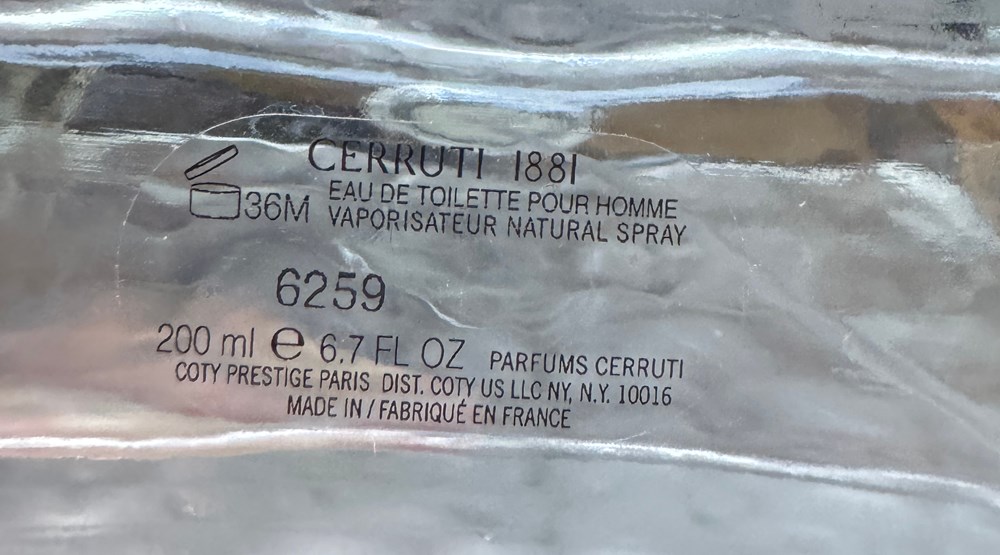 CERRUTI 1881
36M EAU DE TOILETTE POUR HOMME
VAPORISATEUR NATURAL SPRAY
6259
200 ml e 6.7 FL OZ PARFUMS CERRUTI
COTY PRESTIGE PARIS DIST. COTY US LLC NY, N.Y. 10016
MADE IN / FABRIQUÉ EN FRANCE